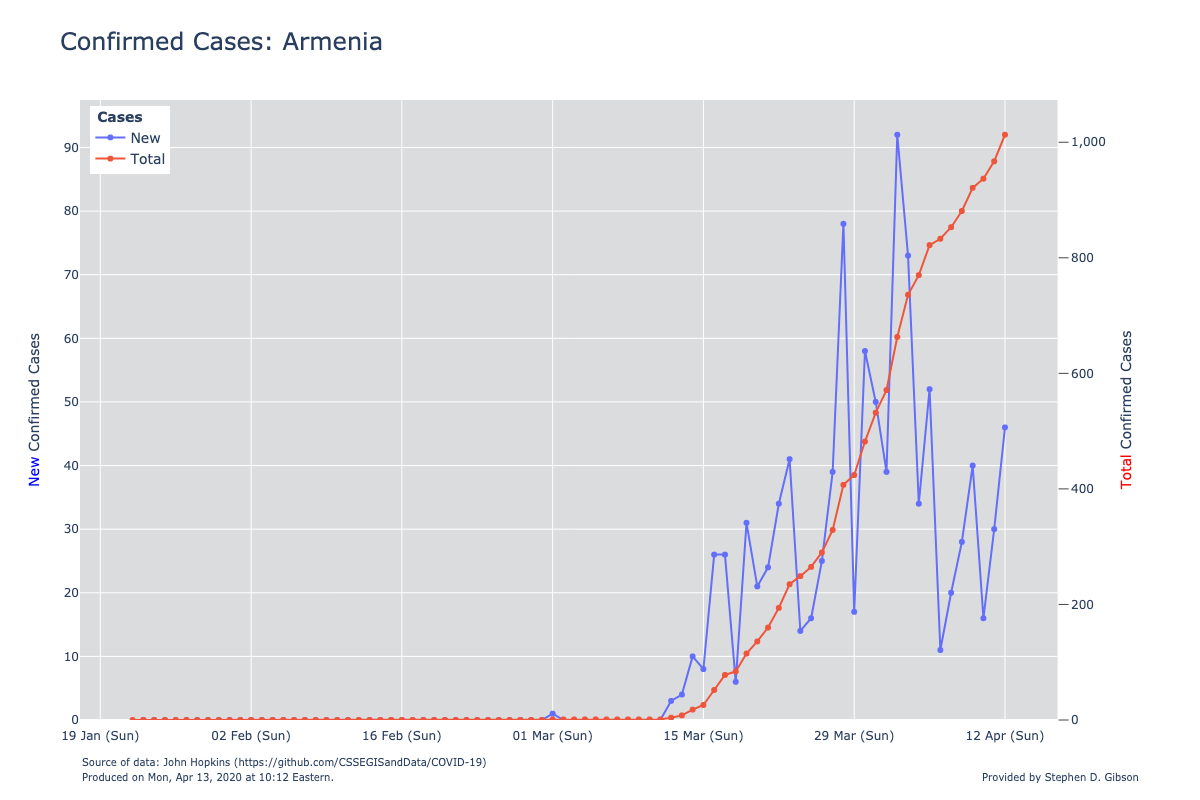 Confirmed Cases: Armenia
Cases
New
Total
90
80
70
60
50
40
30
20
10
0
1,000
800
600
400
200
0
New Confirmed Cases
Total Confirmed Cases
19 Jan (Sun) 02 Feb (Sun) 16 Feb (Sun) 01 Mar (Sun) 15 Mar (Sun) 29 Mar (Sun) 12 Apr (Sun)
Source of data: John Hopkins (https://github.com/CSSEGISandData/COVID-19)
Produced on Mon, Apr 13, 2020 at 10:12 Eastern.
Provided by Stephen D. Gibson